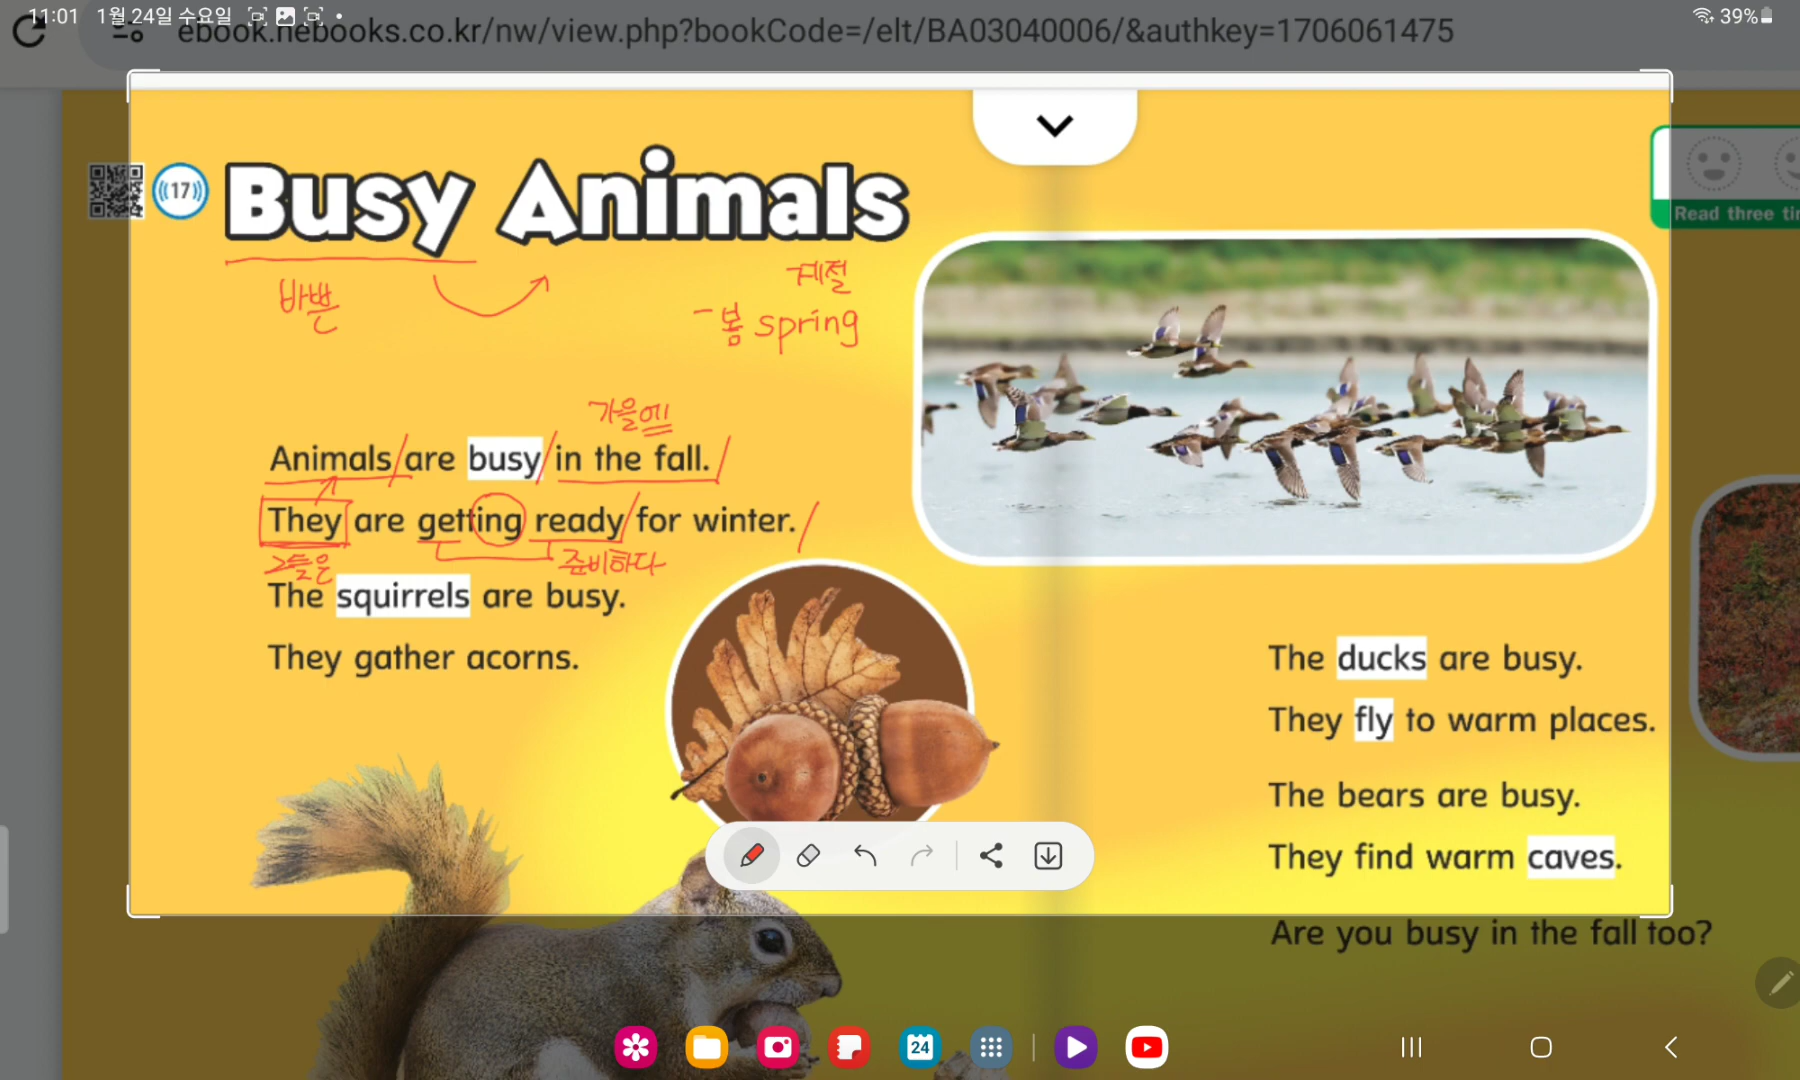 11:01 1월 24일 수요일
39%
ebook.nebooks.co.kr/nw/view.php?bookCode=/elt/BA03040006/&authkey=1706061475
17
Busy Animals
Read three
바쁜
계절
-봄 spring
가을에
Animals/are busy/in the fall./
They are getting ready/for winter./
그들은
준비하다
The squirrels are busy.
They gather acorns.
The ducks are busy.
They fly to warm places.
The bears are busy.
They find warm caves.
Are you busy in the fall too?
24